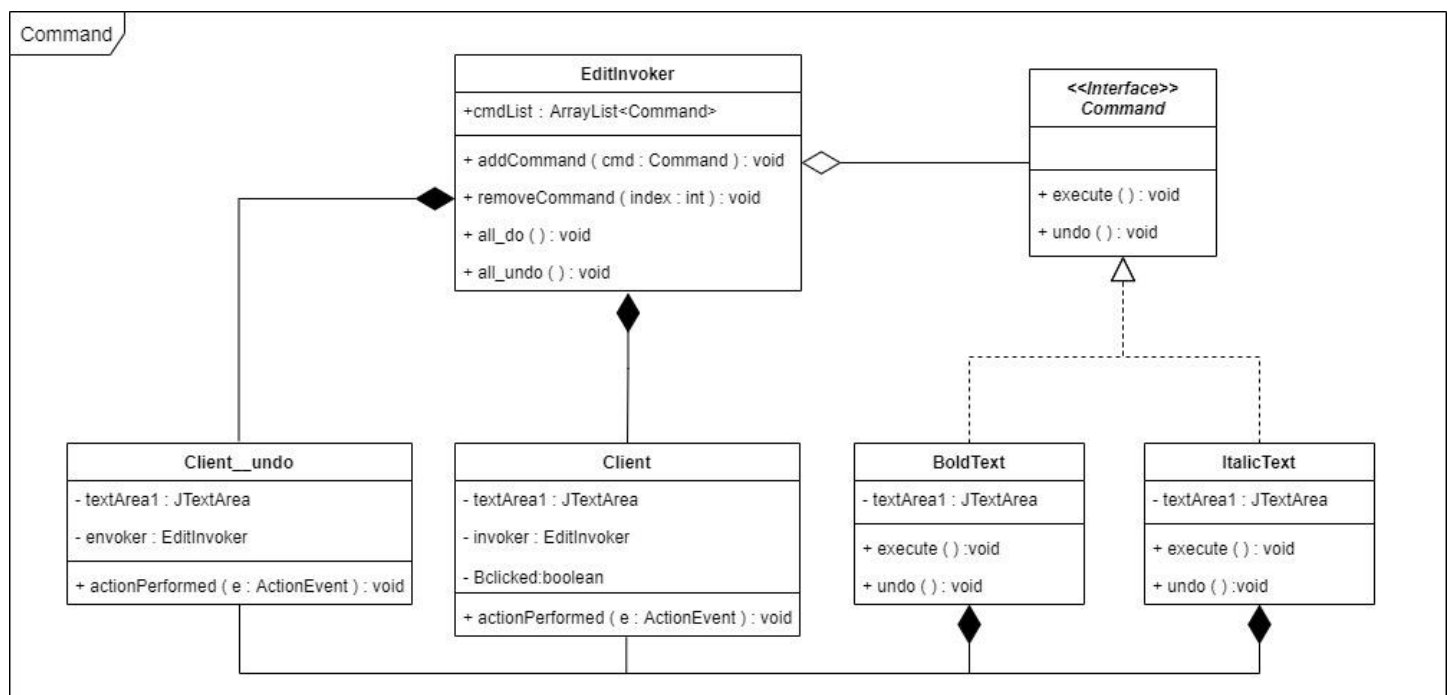 Command
EditInvoker
+cmdList : ArrayList<Command>
+ addCommand ( cmd : Command ) : void
+ removeCommand ( index : int ) : void
+ all_do ( ) : void
+ all_undo ( ) : void
<<Interface>>
Command
+ execute ( ) : void
+ undo ( ) : void
Client__undo
- textArea1 : JTextArea
- envoker : EditInvoker
+ actionPerformed ( e : ActionEvent ) : void
Client
- textArea1 : JTextArea
- invoker : EditInvoker
- Bclicked:boolean
+ actionPerformed ( e : ActionEvent ) : void
BoldText
- textArea1 : JTextArea
+ execute ( ) :void
+ undo ( ) : void
ItalicText
- textArea1 : JTextArea
+ execute ( ) : void
+ undo ( ) :void